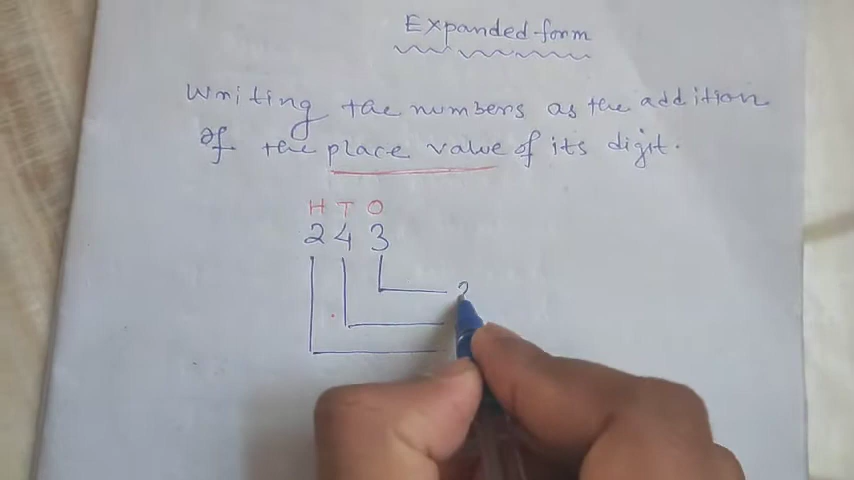 Expanded form
Writing the numbers as the addition
of the place value of its digit.
H T O
2 4 3